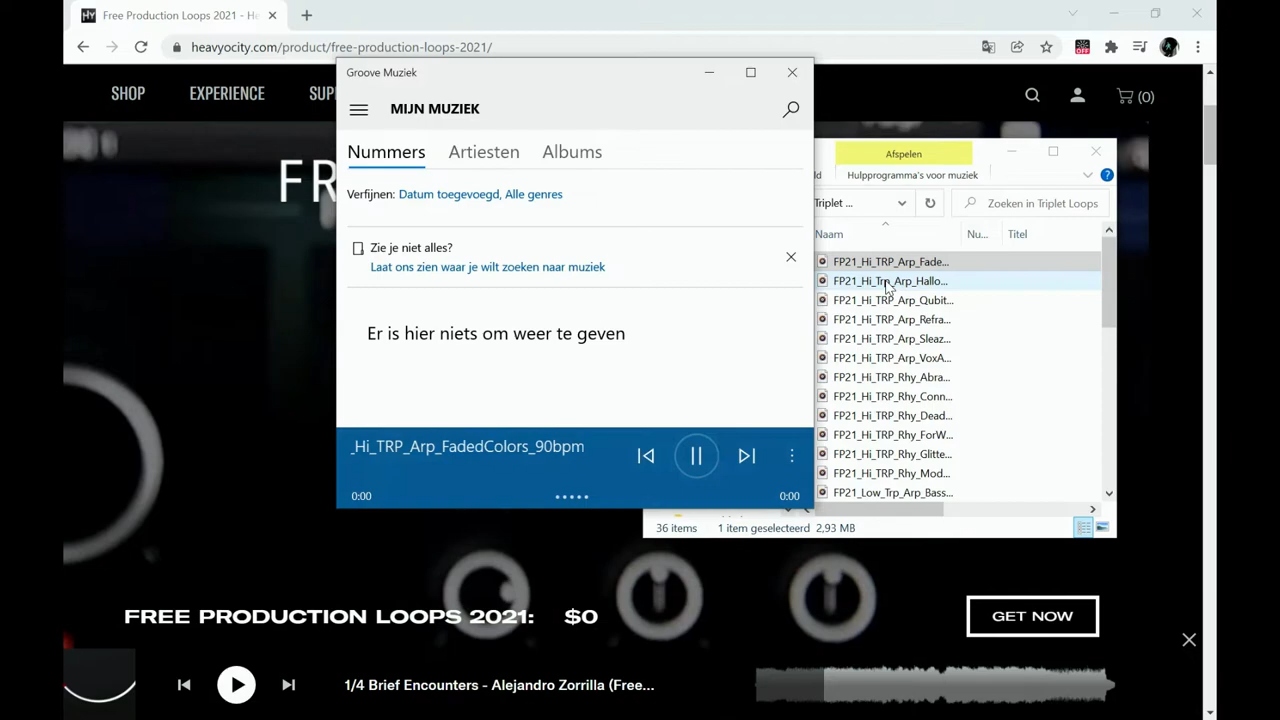 Free Production Loops 2021 - He
heavyocity.com/product/free-production-loops-2021/
OFF
SHOP
EXPERIENCE
SUP
(0)
FR
Groove Muziek
MIJN MUZIEK
Nummers
Artiesten
Albums
Verfijnen: Datum toegevoegd, Alle genres
Zie je niet alles?
Laat ons zien waar je wilt zoeken naar muziek
Er is hier niets om weer te geven
_Hi_TRP_Arp_FadedColors_90bpm
0:00
0:00
Afspelen
ld
Hulpprogramma's voor muziek
Triplet ...
Zoeken in Triplet Loops
Naam
Nu...
Titel
FP21_Hi_TRP_Arp_Fade...
FP21_Hi_Trp_Arp_Hallo...
FP21_Hi_TRP_Arp_Qubit...
FP21_Hi_TRP_Arp_Refra...
FP21_Hi_TRP_Arp_Sleaz...
FP21_Hi_TRP_Arp_VoxA...
FP21_Hi_TRP_Rhy_Abra...
FP21_Hi_TRP_Rhy_Conn...
FP21_Hi_TRP_Rhy_Dead...
FP21_Hi_TRP_Rhy_ForW...
FP21_Hi_TRP_Rhy_Glitte...
FP21_Hi_TRP_Rhy_Mod...
FP21_Low_Trp_Arp_Bass...
36 items
1 item geselecteerd 2,93 MB
FREE PRODUCTION LOOPS 2021: $0
GET NOW
1/4 Brief Encounters - Alejandro Zorrilla (Free...